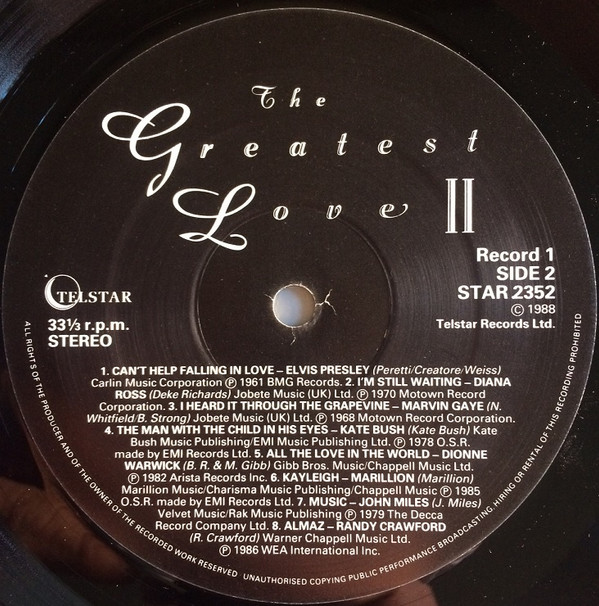 The
Greatest
Love II
Record 1
SIDE 2
STAR 2352
© 1988
Telstar Records Ltd.
TELSTAR
33⅓ r.p.m.
STEREO
1. CAN'T HELP FALLING IN LOVE – ELVIS PRESLEY (Peretti/Creatore/Weiss)
Carlin Music Corporation ℗ 1961 BMG Records. 2. I'M STILL WAITING – DIANA
ROSS (Deke Richards) Jobete Music (UK) Ltd. ℗ 1970 Motown Record
Corporation. 3. I HEARD IT THROUGH THE GRAPEVINE – MARVIN GAYE (N.
Whitfield/B. Strong) Jobete Music (UK) Ltd. ℗ 1968 Motown Record Corporation.
4. THE MAN WITH THE CHILD IN HIS EYES – KATE BUSH (Kate Bush) Kate
Bush Music Publishing/EMI Music Publishing Ltd. ℗ 1978 O.S.R.
made by EMI Records Ltd. 5. ALL THE LOVE IN THE WORLD – DIONNE
WARWICK (B. R. & M. Gibb) Gibb Bros. Music/Chappell Music Ltd.
℗ 1982 Arista Records Inc. 6. KAYLEIGH – MARILLION (Marillion)
Marillion Music/Charisma Music Publishing/Chappell Music ℗ 1985
O.S.R. made by EMI Records Ltd. 7. MUSIC – JOHN MILES (J. Miles)
Velvet Music/Rak Music Publishing ℗ 1979 The Decca
Record Company Ltd. 8. ALMAZ – RANDY CRAWFORD
(R. Crawford) Warner Chappell Music Ltd.
℗ 1986 WEA International Inc.
ALL RIGHTS OF THE PRODUCER AND OF THE OWNER OF THE RECORDED WORK RESERVED UNAUTHORISED COPYING PUBLIC PERFORMANCE BROADCASTING HIRING OR RENTAL OF THIS RECORDING PROHIBITED